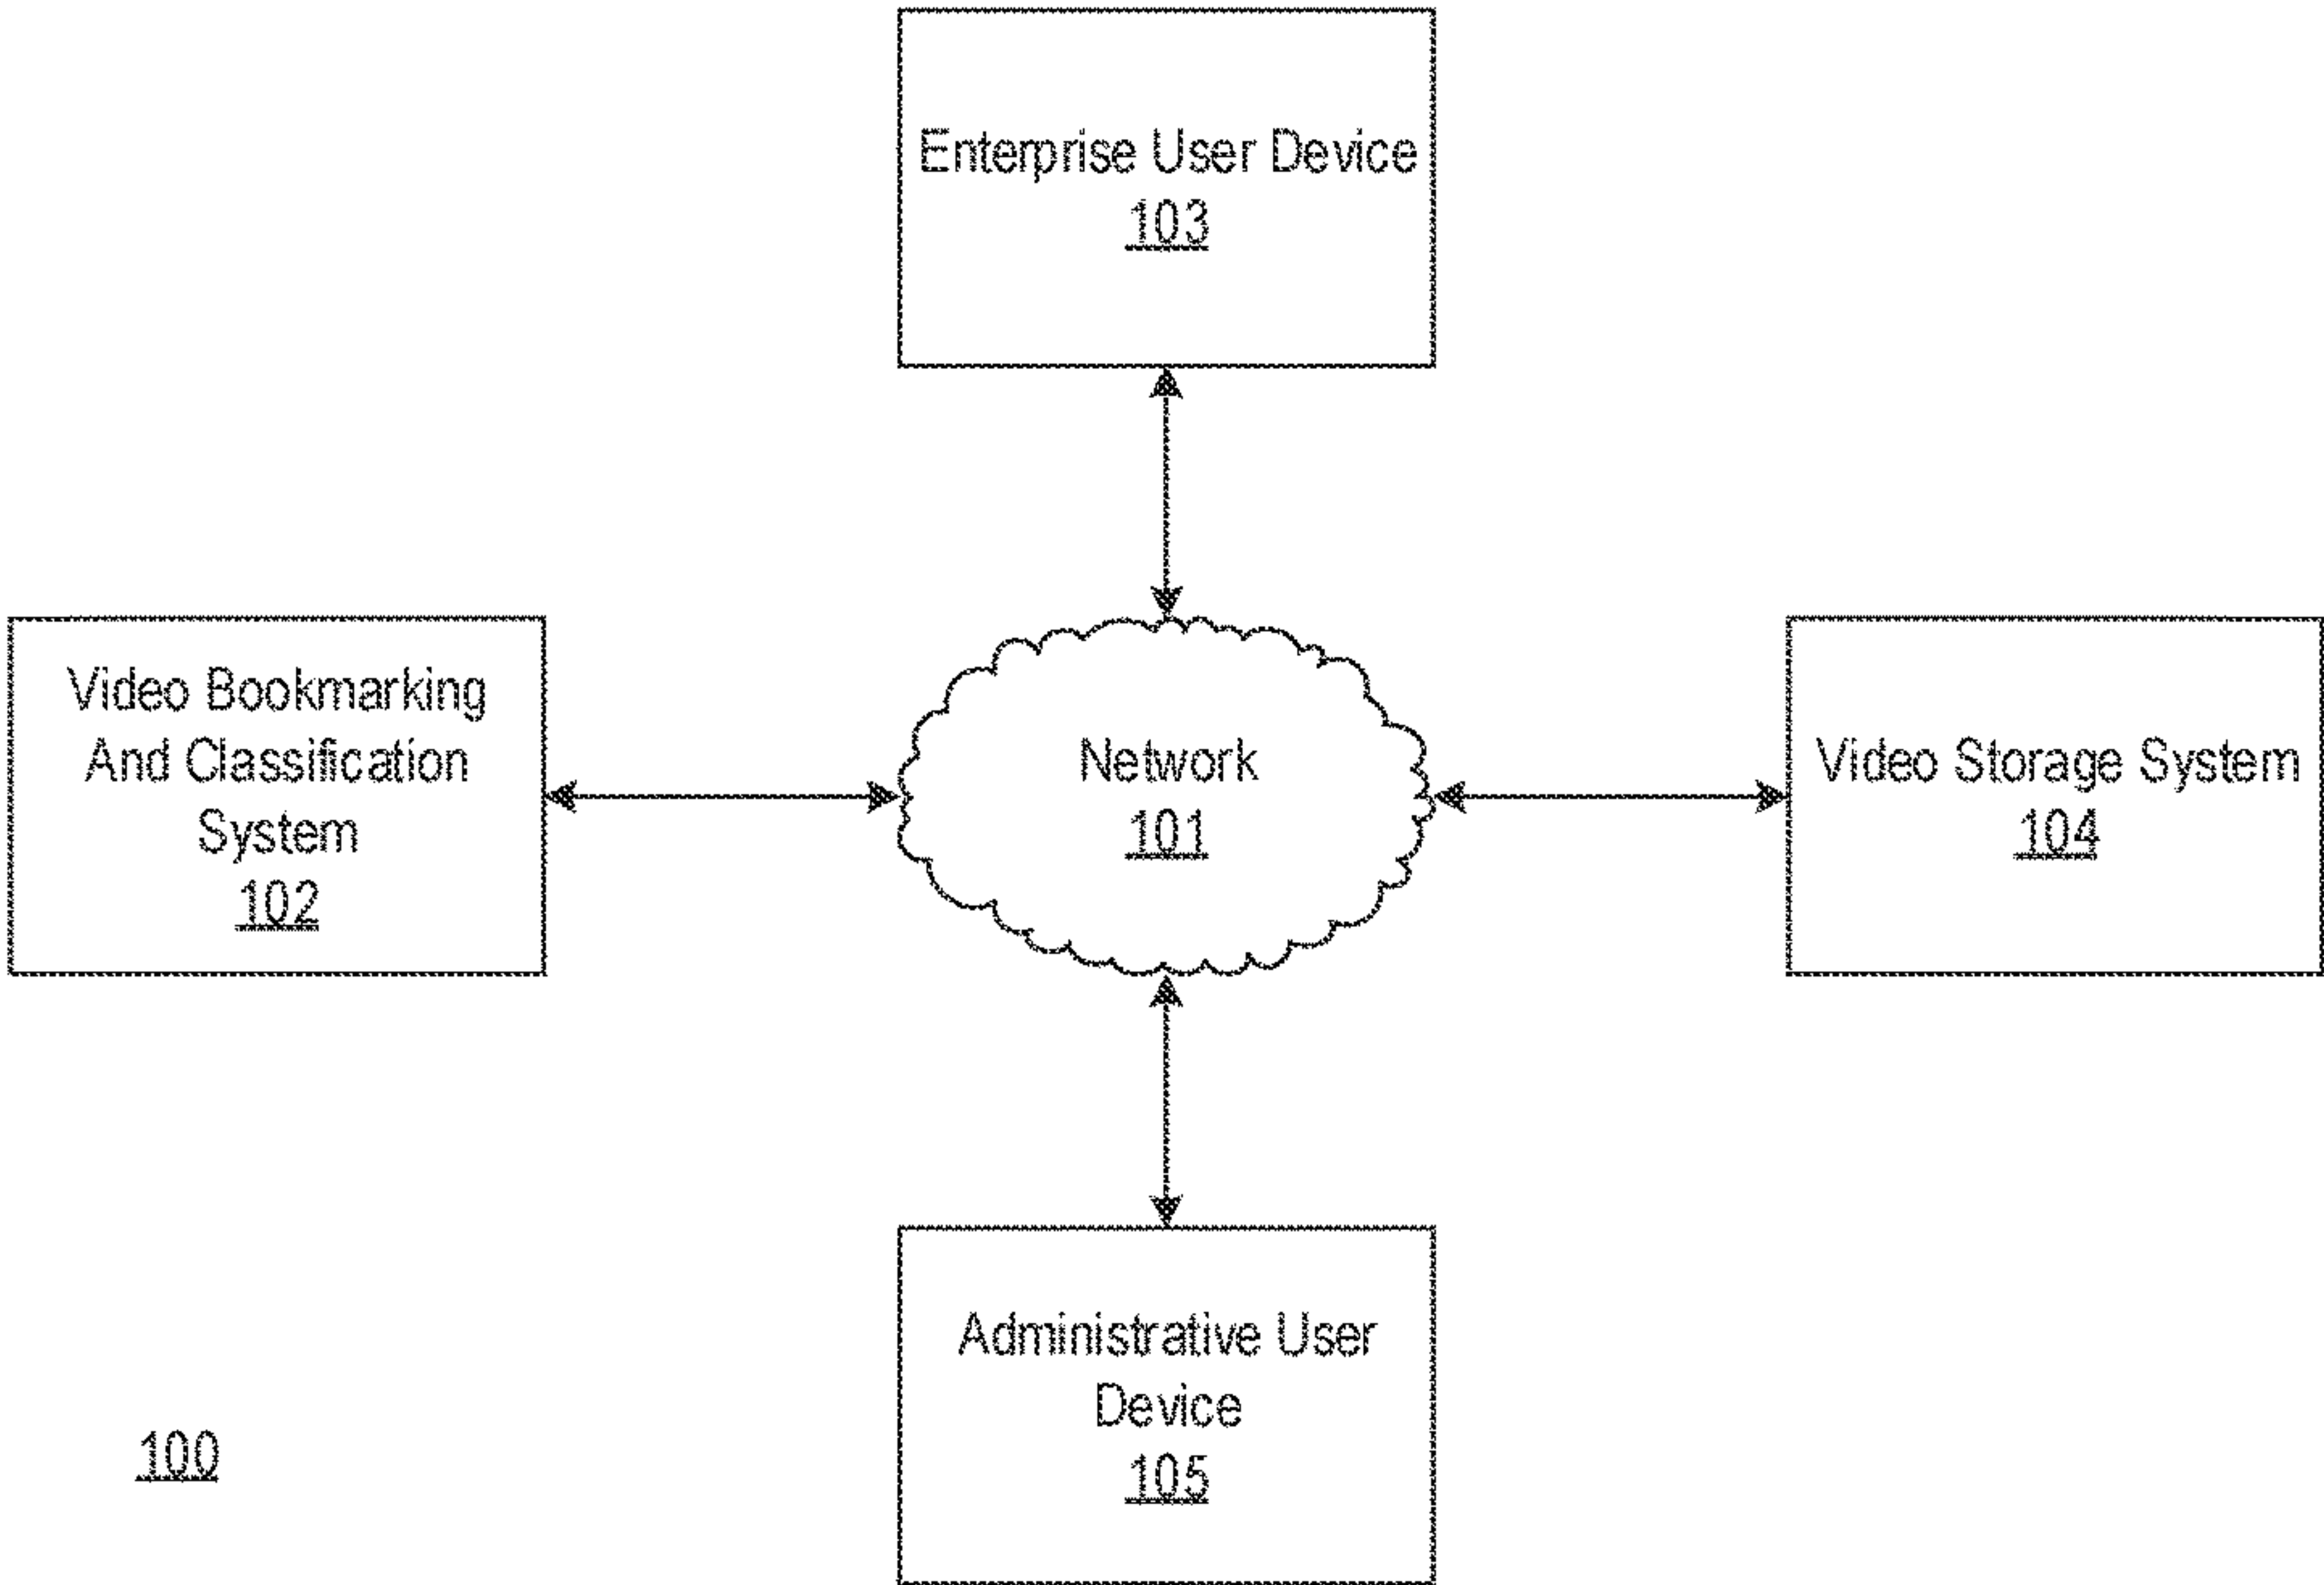 Enterprise User Device
103
Video Bookmarking
And Classification
System
102
Network
101
Video Storage System
104
Administrative User
Device
105
100